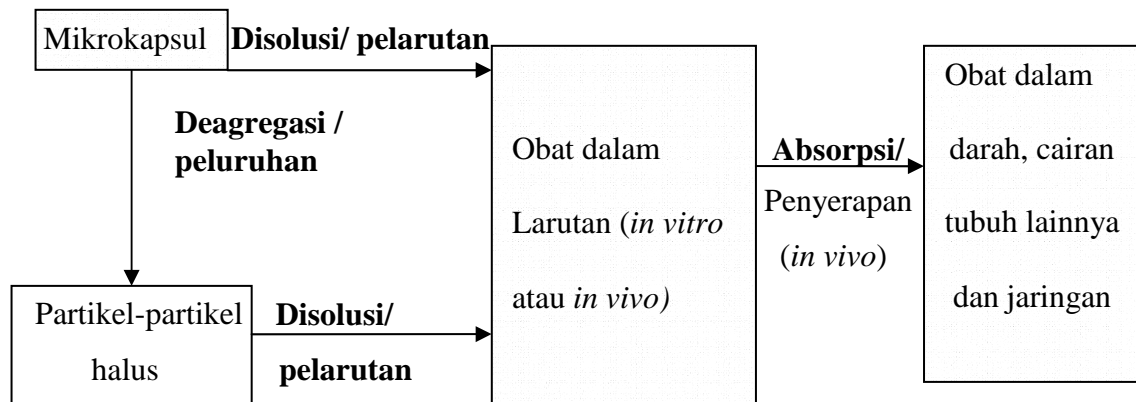 Mikrokapsul
Disolusi/ pelarutan
Deagregasi /
peluruhan
Partikel-partikel
halus
Disolusi/
pelarutan
Obat dalam
Larutan (in vitro
atau in vivo)
Absorpsi/
Penyerapan
(in vivo)
Obat dalam
darah, cairan
tubuh lainnya
dan jaringan